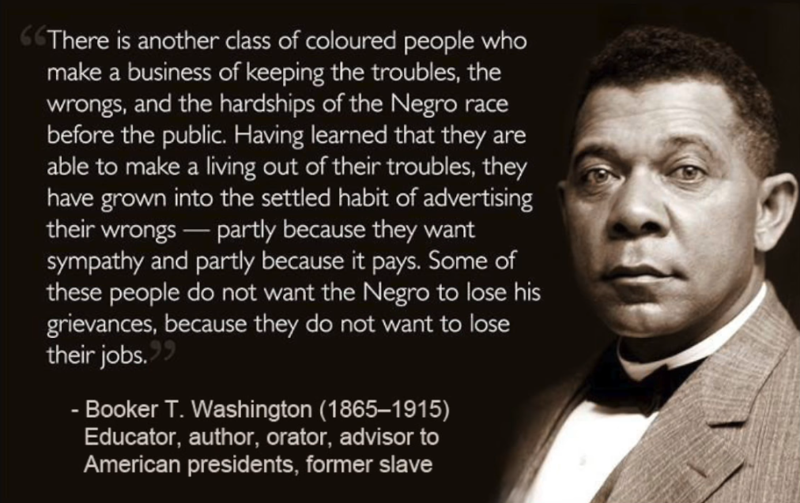 “There is another class of coloured people who
make a business of keeping the troubles, the
wrongs, and the hardships of the Negro race
before the public. Having learned that they are
able to make a living out of their troubles, they
have grown into the settled habit of advertising
their wrongs — partly because they want
sympathy and partly because it pays. Some of
these people do not want the Negro to lose his
grievances, because they do not want to lose
their jobs.”
- Booker T. Washington (1865–1915)
Educator, author, orator, advisor to
American presidents, former slave